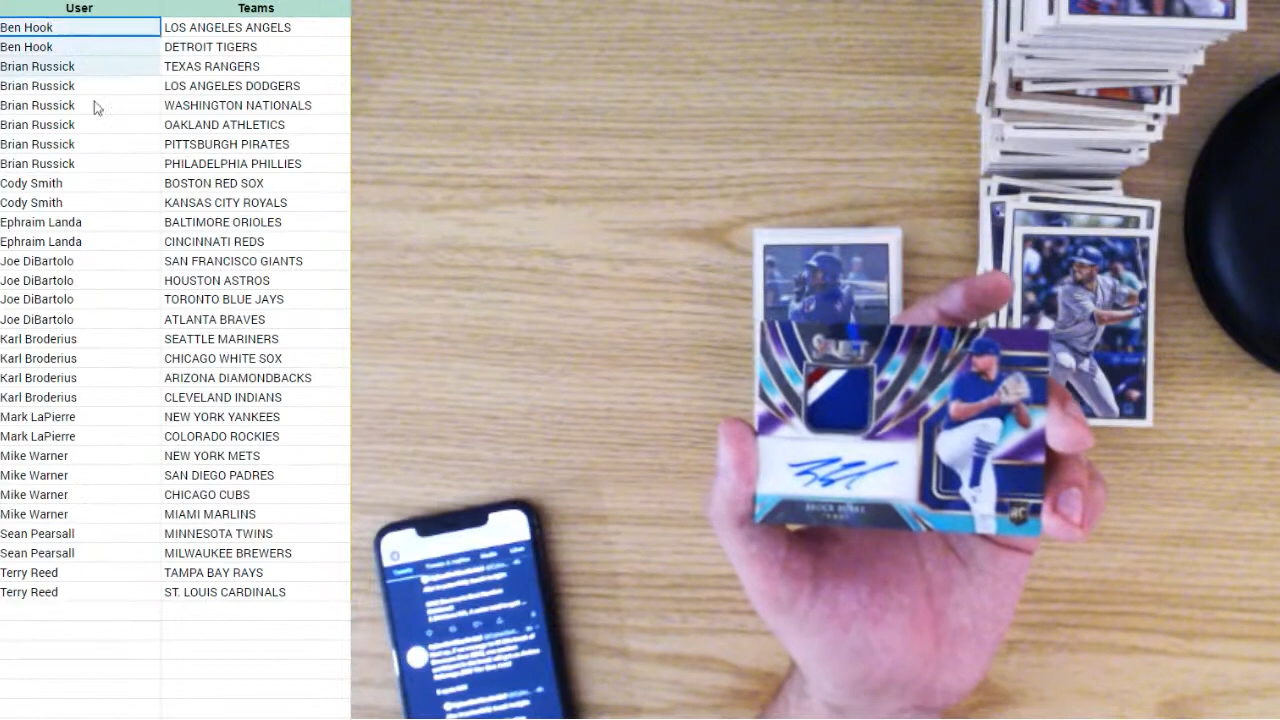 User Teams
Ben Hook LOS ANGELES ANGELS
Ben Hook DETROIT TIGERS
Brian Russick TEXAS RANGERS
Brian Russick LOS ANGELES DODGERS
Brian Russick WASHINGTON NATIONALS
Brian Russick OAKLAND ATHLETICS
Brian Russick PITTSBURGH PIRATES
Brian Russick PHILADELPHIA PHILLIES
Cody Smith BOSTON RED SOX
Cody Smith KANSAS CITY ROYALS
Ephraim Landa BALTIMORE ORIOLES
Ephraim Landa CINCINNATI REDS
Joe DiBartolo SAN FRANCISCO GIANTS
Joe DiBartolo HOUSTON ASTROS
Joe DiBartolo TORONTO BLUE JAYS
Joe DiBartolo ATLANTA BRAVES
Karl Broderius SEATTLE MARINERS
Karl Broderius CHICAGO WHITE SOX
Karl Broderius ARIZONA DIAMONDBACKS
Karl Broderius CLEVELAND INDIANS
Mark LaPierre NEW YORK YANKEES
Mark LaPierre COLORADO ROCKIES
Mike Warner NEW YORK METS
Mike Warner SAN DIEGO PADRES
Mike Warner CHICAGO CUBS
Mike Warner MIAMI MARLINS
Sean Pearsall MINNESOTA TWINS
Sean Pearsall MILWAUKEE BREWERS
Terry Reed TAMPA BAY RAYS
Terry Reed ST. LOUIS CARDINALS
SELECT
BROCK BURKE
RC